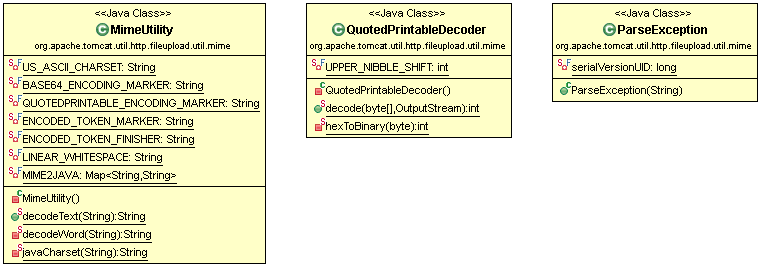 <<Java Class>>
MimeUtility
org.apache.tomcat.util.http.fileupload.util.mime
US_ASCII_CHARSET: String
BASE64_ENCODING_MARKER: String
QUOTEDPRINTABLE_ENCODING_MARKER: String
ENCODED_TOKEN_MARKER: String
ENCODED_TOKEN_FINISHER: String
LINEAR_WHITESPACE: String
MIME2JAVA: Map<String,String>
MimeUtility()
decodeText(String):String
decodeWord(String):String
javaCharset(String):String
<<Java Class>>
QuotedPrintableDecoder
org.apache.tomcat.util.http.fileupload.util.mime
UPPER_NIBBLE_SHIFT: int
QuotedPrintableDecoder()
decode(byte[],OutputStream):int
hexToBinary(byte):int
<<Java Class>>
ParseException
org.apache.tomcat.util.http.fileupload.util.mime
serialVersionUID: long
ParseException(String)